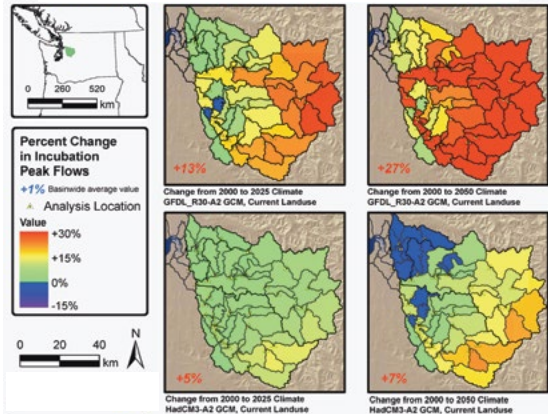 0 260 520
km
Percent Change
in Incubation
Peak Flows
+1% Basinwide average value
Analysis Location
Value
+30%
+15%
0%
-15%
0 20 40
km
N
+13%
Change from 2000 to 2025 Climate
GFDL_R30-A2 GCM, Current Landuse
+27%
Change from 2000 to 2050 Climate
GFDL_R30-A2 GCM, Current Landuse
+5%
Change from 2000 to 2025 Climate
HadCM3-A2 GCM, Current Landuse
+7%
Change from 2000 to 2050 Climate
HadCM3-A2 GCM, Current Landuse